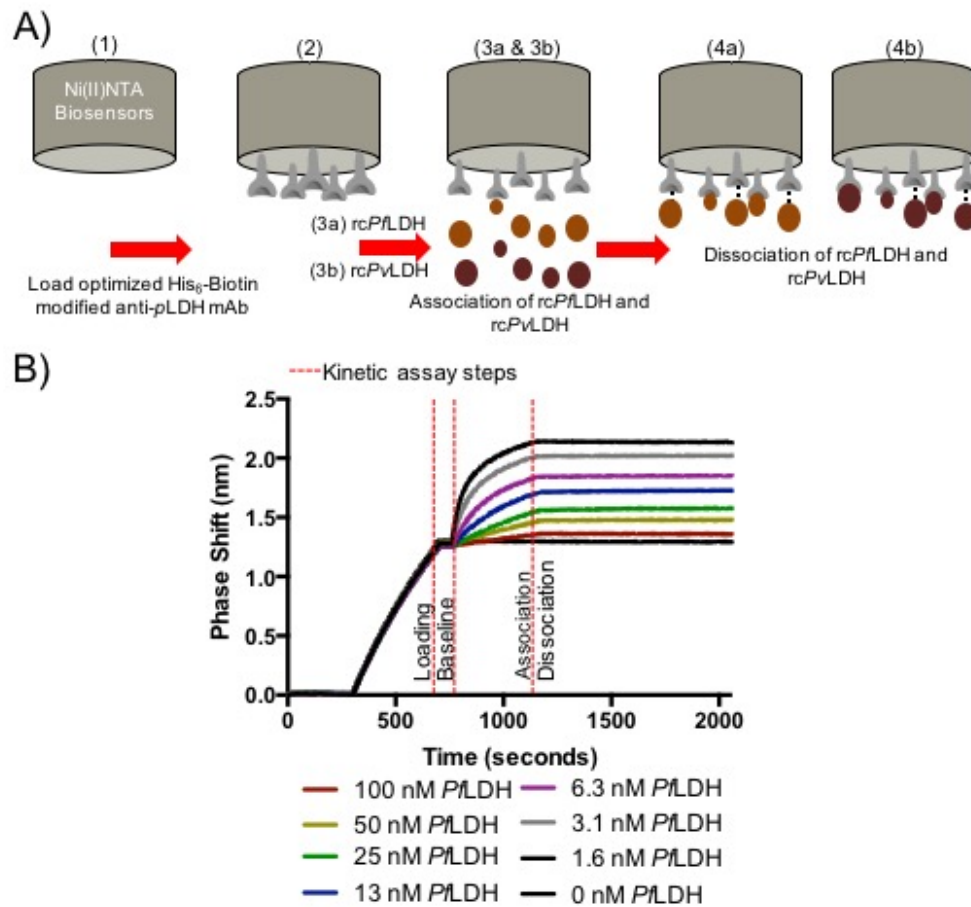 A)
(1)
(2)
(3a & 3b)
(4a)
(4b)
Ni(II)NTA
Biosensors
Load optimized His₆-Biotin
modified anti-pLDH mAb
(3a) rcPfLDH
(3b) rcPvLDH
Association of rcPfLDH and
rcPvLDH
Dissociation of rcPfLDH and
rcPvLDH
B)
Kinetic assay steps
Phase Shift (nm)
2.5
2.0
1.5
1.0
0.5
0.0
Loading
Baseline
Association
Dissociation
0
500
1000
1500
2000
Time (seconds)
100 nM PfLDH
50 nM PfLDH
25 nM PfLDH
13 nM PfLDH
6.3 nM PfLDH
3.1 nM PfLDH
1.6 nM PfLDH
0 nM PfLDH